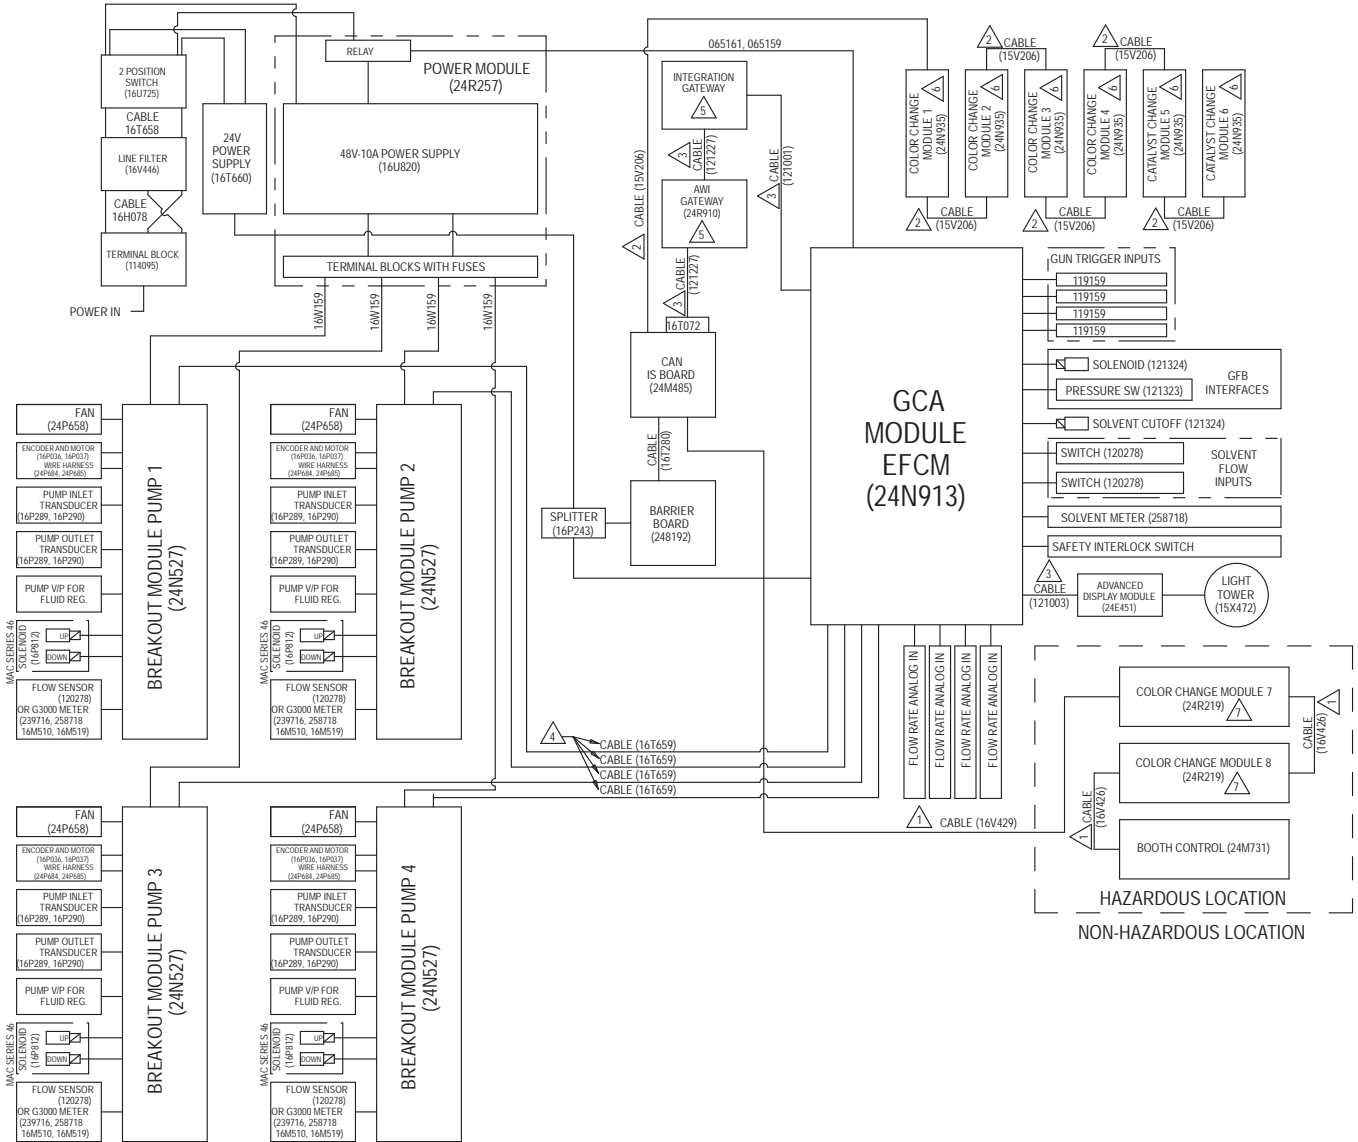 2 POSITION
SWITCH
(16U725)
CABLE
16T658
LINE FILTER
(16V446)
CABLE
16H078
TERMINAL BLOCK
(114095)
POWER IN
24V
POWER
SUPPLY
(16T660)
RELAY
POWER MODULE
(24R257)
48V-10A POWER SUPPLY
(16U820)
TERMINAL BLOCKS WITH FUSES
16W159
16W159
16W159
16W159
065161, 065159
INTEGRATION
GATEWAY
5
3
CABLE
(121227)
AWI
GATEWAY
(24R910)
5
3
CABLE
(121001)
2
CABLE (15V206)
3
CABLE
(121227)
16T072
CAN
IS BOARD
(24M485)
CABLE
(16T280)
BARRIER
BOARD
(248192)
SPLITTER
(16P243)
2
CABLE
(15V206)
2
CABLE
(15V206)
COLOR CHANGE
MODULE 1
(24N935)
6
COLOR CHANGE
MODULE 2
(24N935)
6
COLOR CHANGE
MODULE 3
(24N935)
6
COLOR CHANGE
MODULE 4
(24N935)
6
CATALYST CHANGE
MODULE 5
(24N935)
6
CATALYST CHANGE
MODULE 6
(24N935)
6
2
CABLE
(15V206)
2
CABLE
(15V206)
2
CABLE
(15V206)
GCA
MODULE
EFCM
(24N913)
GUN TRIGGER INPUTS
119159
119159
119159
119159
SOLENOID (121324)
PRESSURE SW (121323)
GFB
INTERFACES
SOLVENT CUTOFF (121324)
SWITCH (120278)
SWITCH (120278)
SOLVENT
FLOW
INPUTS
SOLVENT METER (258718)
SAFETY INTERLOCK SWITCH
3
CABLE
(121003)
ADVANCED
DISPLAY MODULE
(24E451)
LIGHT
TOWER
(15X472)
FLOW RATE ANALOG IN
FLOW RATE ANALOG IN
FLOW RATE ANALOG IN
FLOW RATE ANALOG IN
1
CABLE (16V429)
COLOR CHANGE MODULE 7
(24R219)
7
1
CABLE
(16V426)
COLOR CHANGE MODULE 8
(24R219)
7
1
CABLE
(16V426)
BOOTH CONTROL (24M731)
HAZARDOUS LOCATION
NON-HAZARDOUS LOCATION
4
CABLE (16T659)
CABLE (16T659)
CABLE (16T659)
CABLE (16T659)
FAN
(24P658)
ENCODER AND MOTOR
(16P036, 16P037)
WIRE HARNESS
(24P684, 24P685)
PUMP INLET
TRANSDUCER
(16P289, 16P290)
PUMP OUTLET
TRANSDUCER
(16P289, 16P290)
PUMP V/P FOR
FLUID REG.
MAC SERIES 46
SOLENOID
(16P812)
UP
DOWN
FLOW SENSOR
(120278)
OR G3000 METER
(239716, 258718
16M510, 16M519)
BREAKOUT MODULE PUMP 1
(24N527)
FAN
(24P658)
ENCODER AND MOTOR
(16P036, 16P037)
WIRE HARNESS
(24P684, 24P685)
PUMP INLET
TRANSDUCER
(16P289, 16P290)
PUMP OUTLET
TRANSDUCER
(16P289, 16P290)
PUMP V/P FOR
FLUID REG.
MAC SERIES 46
SOLENOID
(16P812)
UP
DOWN
FLOW SENSOR
(120278)
OR G3000 METER
(239716, 258718
16M510, 16M519)
BREAKOUT MODULE PUMP 2
(24N527)
FAN
(24P658)
ENCODER AND MOTOR
(16P036, 16P037)
WIRE HARNESS
(24P684, 24P685)
PUMP INLET
TRANSDUCER
(16P289, 16P290)
PUMP OUTLET
TRANSDUCER
(16P289, 16P290)
PUMP V/P FOR
FLUID REG.
MAC SERIES 46
SOLENOID
(16P812)
UP
DOWN
FLOW SENSOR
(120278)
OR G3000 METER
(239716, 258718
16M510, 16M519)
BREAKOUT MODULE PUMP 3
(24N527)
FAN
(24P658)
ENCODER AND MOTOR
(16P036, 16P037)
WIRE HARNESS
(24P684, 24P685)
PUMP INLET
TRANSDUCER
(16P289, 16P290)
PUMP OUTLET
TRANSDUCER
(16P289, 16P290)
PUMP V/P FOR
FLUID REG.
MAC SERIES 46
SOLENOID
(16P812)
UP
DOWN
FLOW SENSOR
(120278)
OR G3000 METER
(239716, 258718
16M510, 16M519)
BREAKOUT MODULE PUMP 4
(24N527)